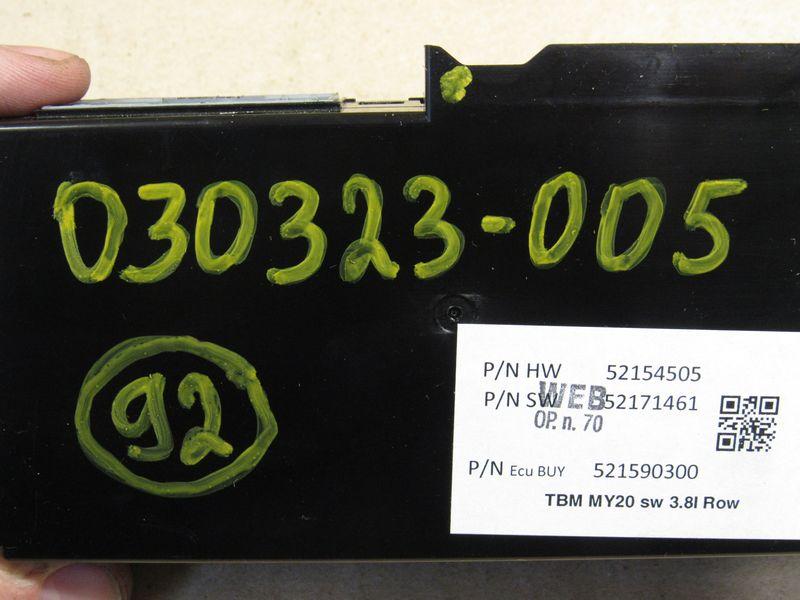 030323-005
92
P/N HW 52154505
P/N SW 52171461
WEB
OP. n. 70
P/N Ecu BUY 521590300
TBM MY20 sw 3.8l Row